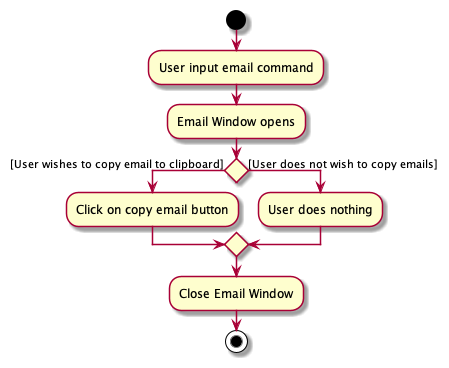 User input email command
Email Window opens
[User wishes to copy email to clipboard]
[User does not wish to copy emails]
Click on copy email button
User does nothing
Close Email Window